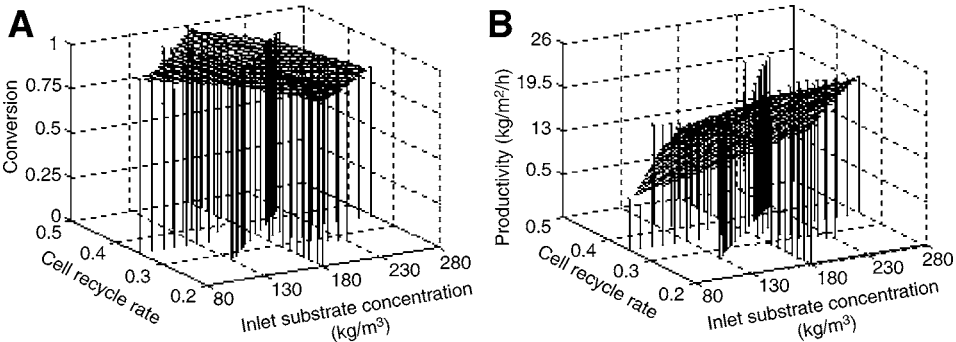 A
1
0.75
0.5
0.25
0
Conversion
0.5
0.4
0.3
0.2
Cell recycle rate
80
130
180
230
280
Inlet substrate concentration
(kg/m³)
B
26
19.5
13
0.5
Productivity (kg/m²/h)
0.5
0.4
0.3
0.2
Cell recycle rate
80
130
180
230
280
Inlet substrate concentration
(kg/m³)